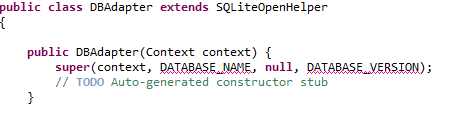 public class DBAdapter extends SQLiteOpenHelper
{
public DBAdapter(Context context) {
super(context, DATABASE_NAME, null, DATABASE_VERSION);
// TODO Auto-generated constructor stub
}